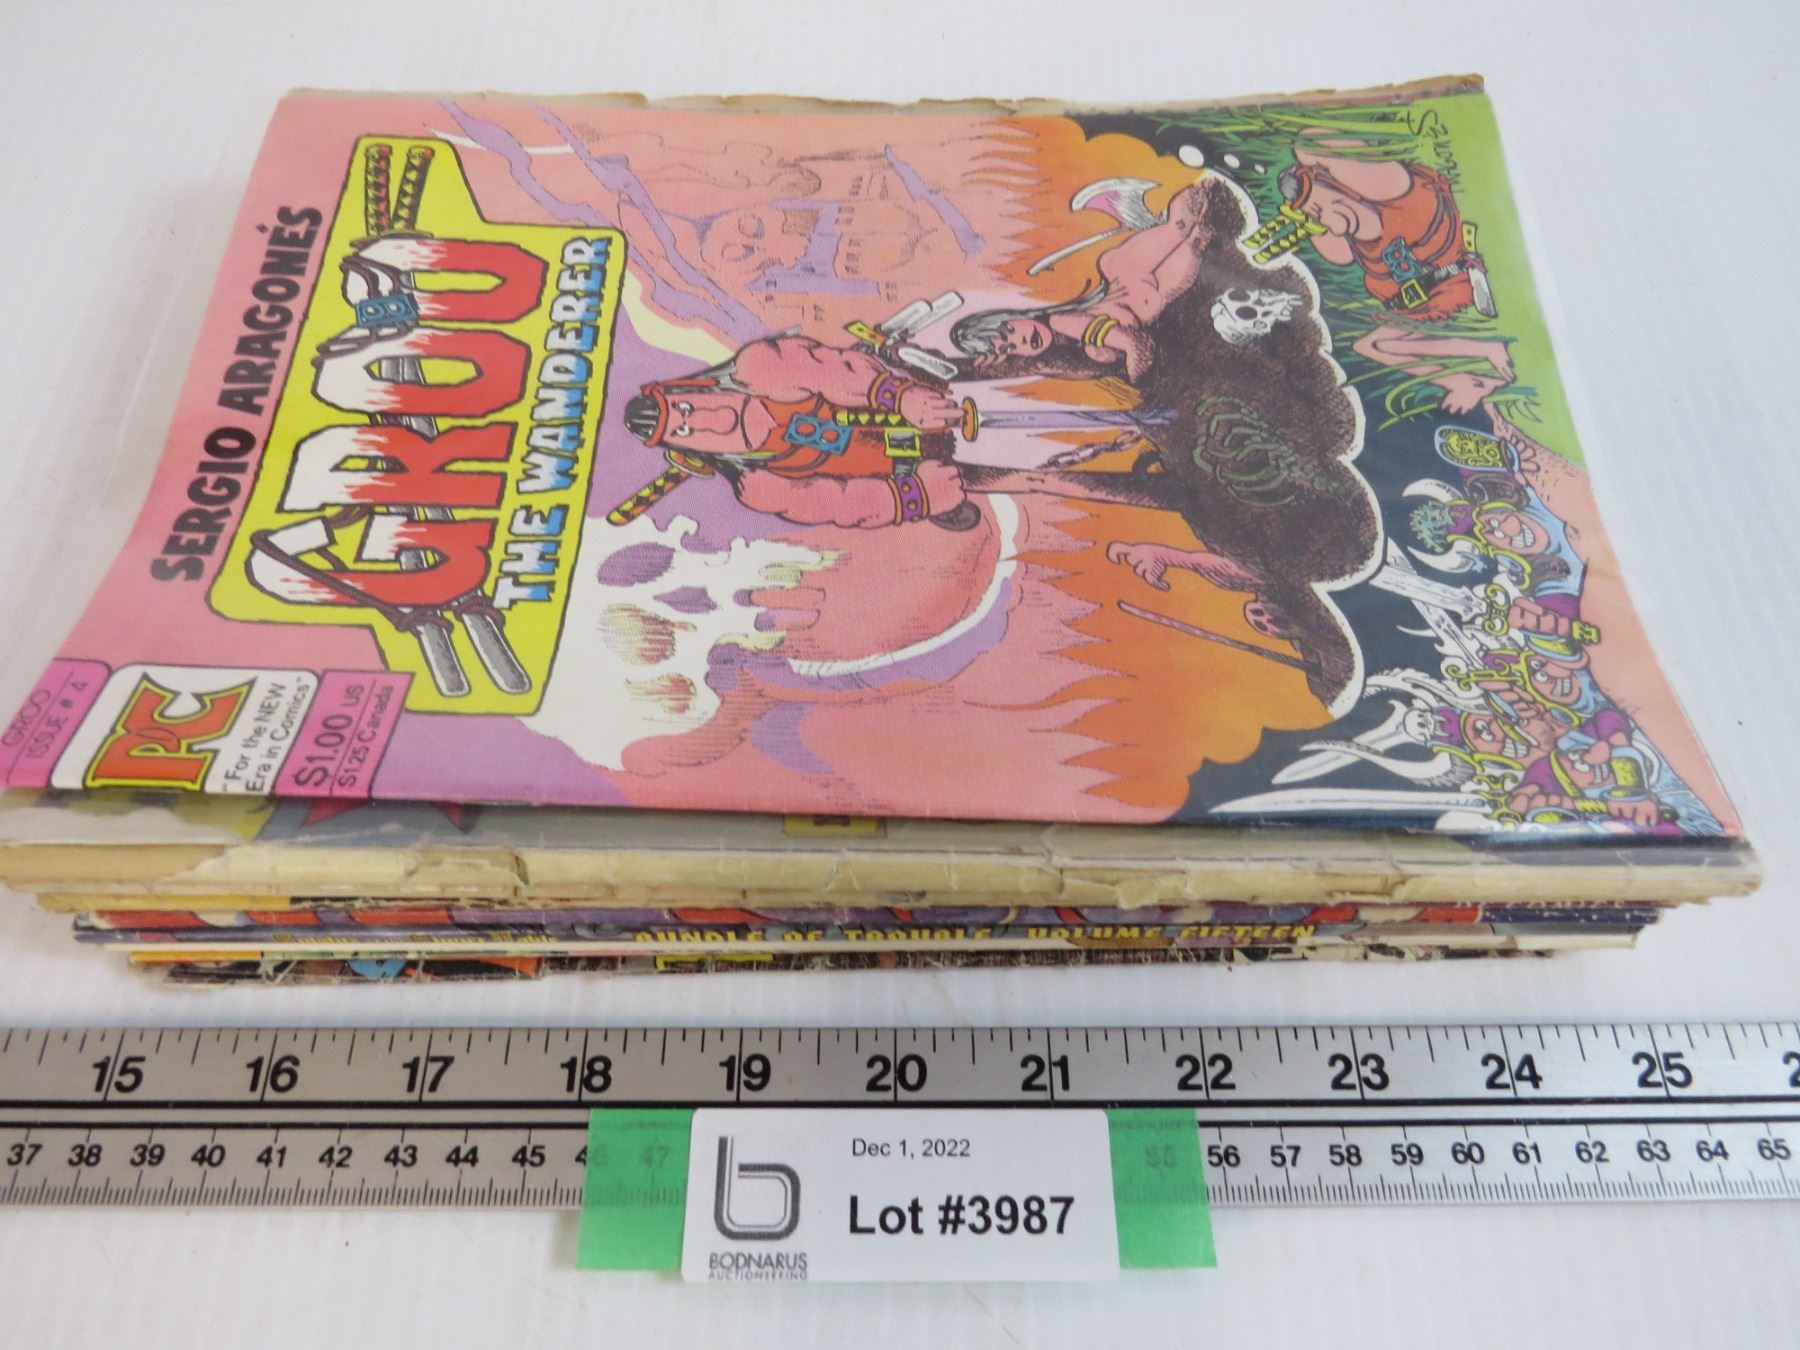 SERGIO ARAGONÉS
GROO
THE WANDERER
GROO
ISSUE # 4
PC
"For the NEW
Era in Comics"
$1.00 US
$1.25 Canada
BUNDLE OF TROUBLE, VOLUME FIFTEEN
15 16 17 18 19 20 21 22 23 24 25
37 38 39 40 41 42 43 44 45 46 47 55 56 57 58 59 60 61 62 63 64 65
Dec 1, 2022
Lot #3987
b
BODNARUS
AUCTIONEERING